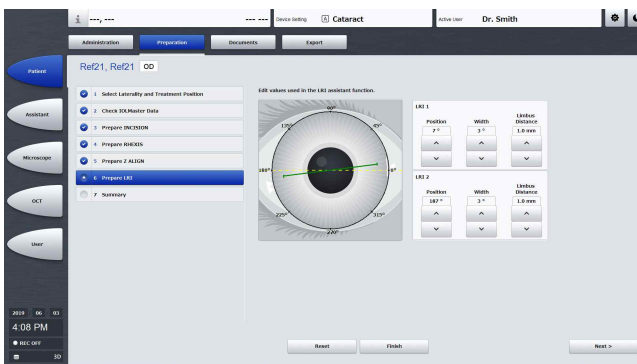 i ---, --- --- --- Device Setting A Cataract Active User Dr. Smith
Administration Preparation Documents Export
Ref21, Ref21 OD
Patient
Assistant
Microscope
OCT
User
1 Select Laterality and Treatment Position
2 Check IOLMaster Data
3 Prepare INCISION
4 Prepare RHEXIS
5 Prepare Z ALIGN
6 Prepare LRI
7 Summary
Edit values used in the LRI assistant function.
90°
135° 45°
180° 0°
225° 315°
270°
LRI 1
Position Width Limbus Distance
7 ° 3 ° 1.0 mm
LRI 2
Position Width Limbus Distance
187 ° 3 ° 1.0 mm
2019 06 03
4:08 PM
REC OFF
3D
Reset Finish Next >